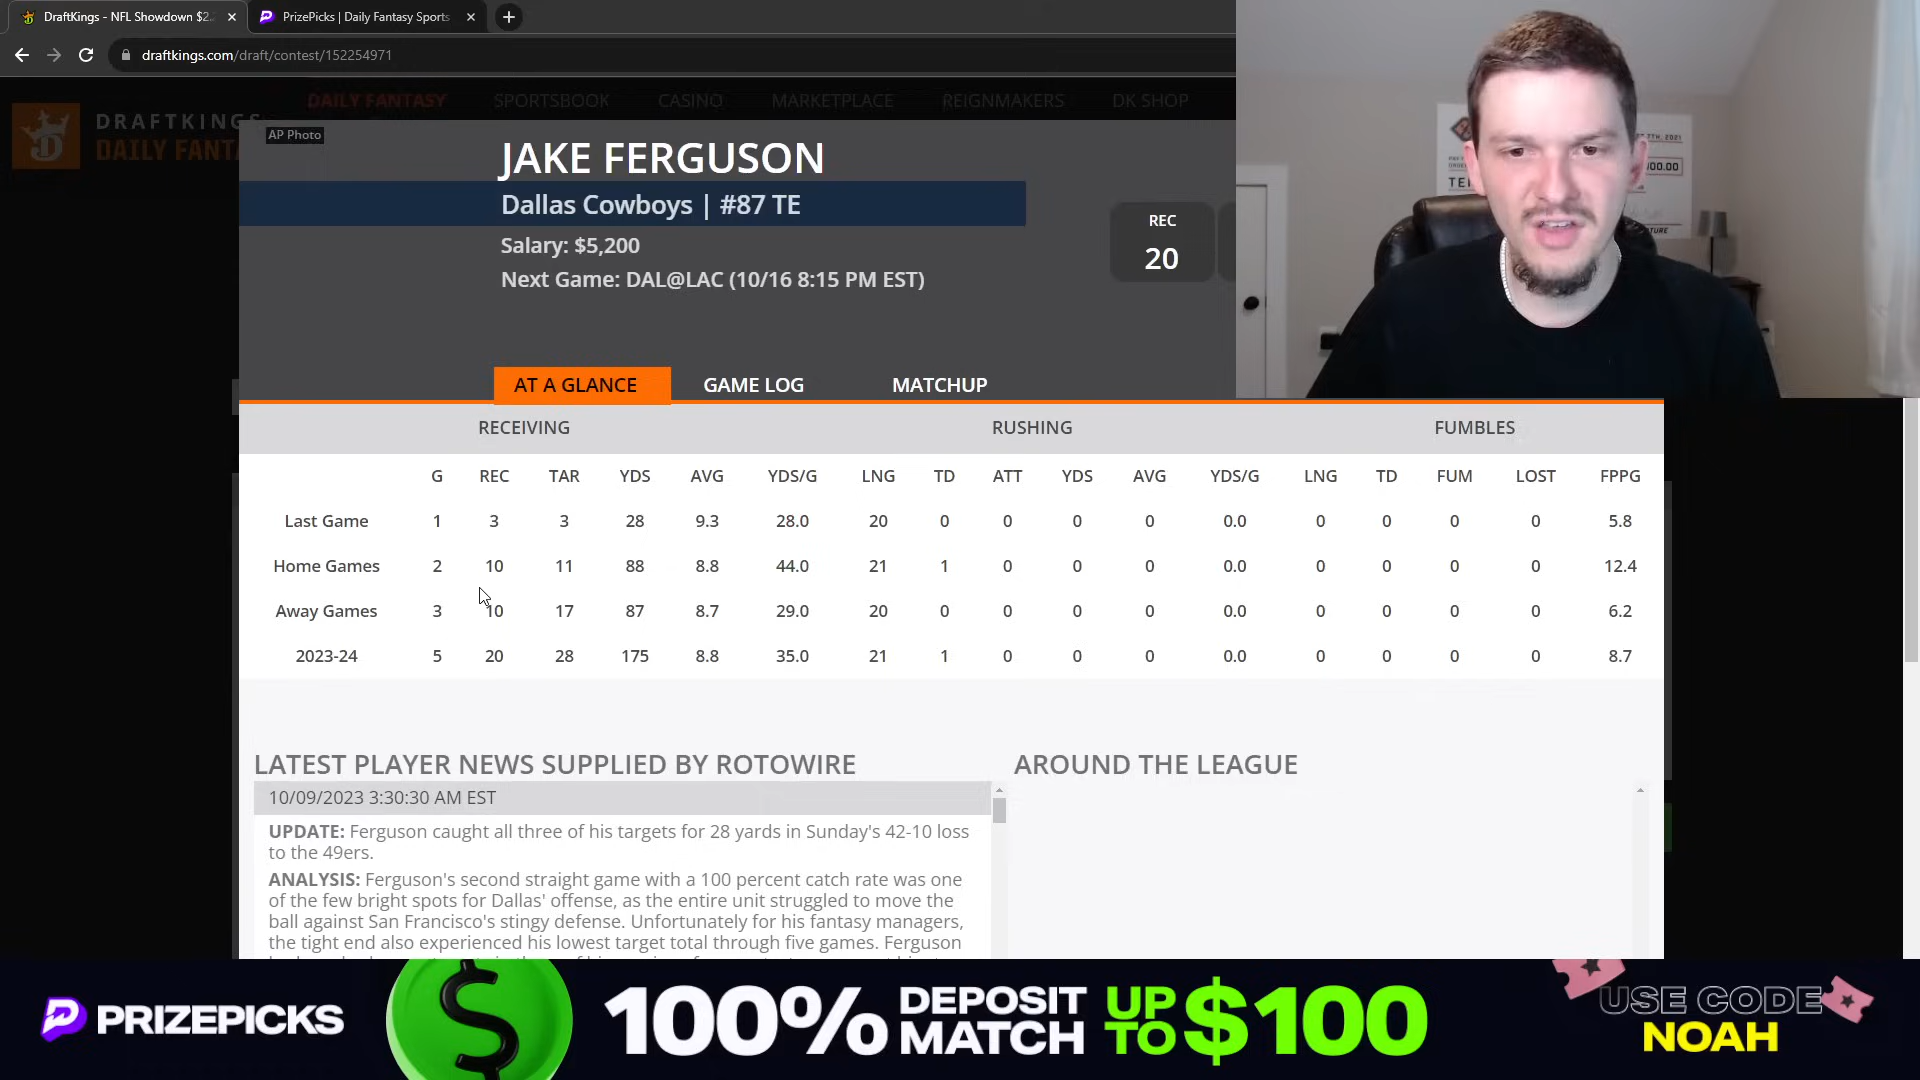 DraftKings - NFL Showdown $2.
PrizePicks | Daily Fantasy Sports
draftkings.com/draft/contest/152254971
DAILY FANTASY SPORTSBOOK CASINO MARKETPLACE REIGNMAKERS DK SHOP
DRAFTKINGS
DAILY FANTA
AP Photo
JAKE FERGUSON
Dallas Cowboys | #87 TE
Salary: $5,200
Next Game: DAL@LAC (10/16 8:15 PM EST)
REC
20
AT A GLANCE GAME LOG MATCHUP
RECEIVING RUSHING FUMBLES
G REC TAR YDS AVG YDS/G LNG TD ATT YDS AVG YDS/G LNG TD FUM LOST FPPG
Last Game 1 3 3 28 9.3 28.0 20 0 0 0 0 0.0 0 0 0 0 5.8
Home Games 2 10 11 88 8.8 44.0 21 1 0 0 0 0.0 0 0 0 0 12.4
Away Games 3 10 17 87 8.7 29.0 20 0 0 0 0 0.0 0 0 0 0 6.2
2023-24 5 20 28 175 8.8 35.0 21 1 0 0 0 0.0 0 0 0 0 8.7
LATEST PLAYER NEWS SUPPLIED BY ROTOWIRE
AROUND THE LEAGUE
10/09/2023 3:30:30 AM EST
UPDATE: Ferguson caught all three of his targets for 28 yards in Sunday's 42-10 loss
to the 49ers.
ANALYSIS: Ferguson's second straight game with a 100 percent catch rate was one
of the few bright spots for Dallas' offense, as the entire unit struggled to move the
ball against San Francisco's stingy defense. Unfortunately for his fantasy managers,
the tight end also experienced his lowest target total through five games. Ferguson
PRIZEPICKS
100% DEPOSIT MATCH UP TO $100
USE CODE
NOAH